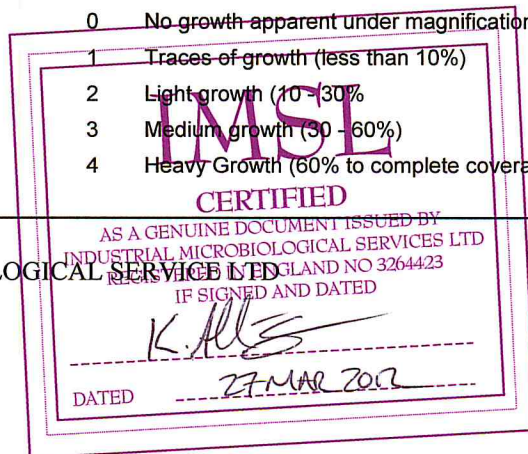 0 No growth apparent under magnification
1 Traces of growth (less than 10%)
2 Light growth (10 - 30%
3 Medium growth (30 - 60%)
4 Heavy Growth (60% to complete covera
IMSL
CERTIFIED
AS A GENUINE DOCUMENT ISSUED BY
INDUSTRIAL MICROBIOLOGICAL SERVICES LTD
REGISTERED IN ENGLAND NO 3264423
IF SIGNED AND DATED
OLOGICAL SERVICE LTD
DATED 27 MAR 2012